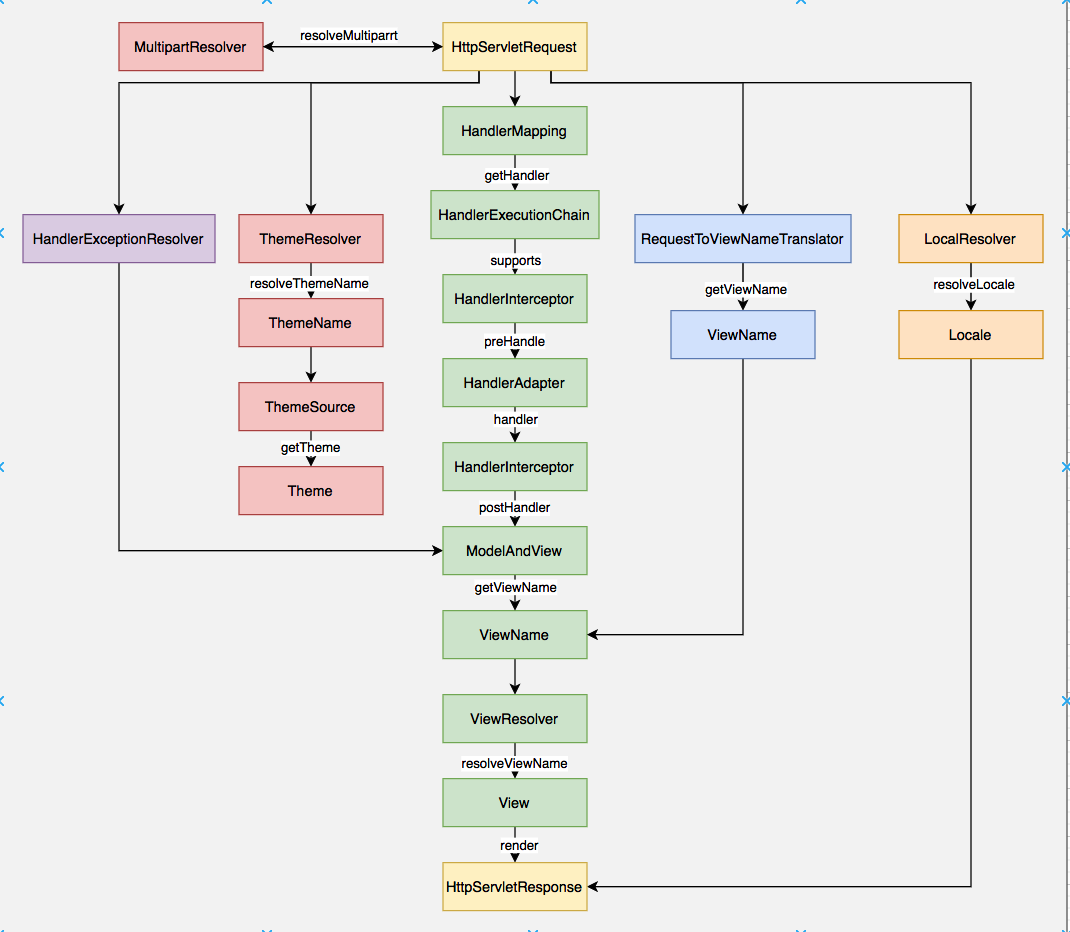 MultipartResolver
resolveMultiparrt
HttpServletRequest
HandlerMapping
getHandler
HandlerExceptionResolver
ThemeResolver
HandlerExecutionChain
RequestToViewNameTranslator
LocalResolver
resolveThemeName
supports
getViewName
resolveLocale
ThemeName
HandlerInterceptor
ViewName
Locale
preHandle
ThemeSource
HandlerAdapter
getTheme
handler
Theme
HandlerInterceptor
postHandler
ModelAndView
getViewName
ViewName
ViewResolver
resolveViewName
View
render
HttpServletResponse